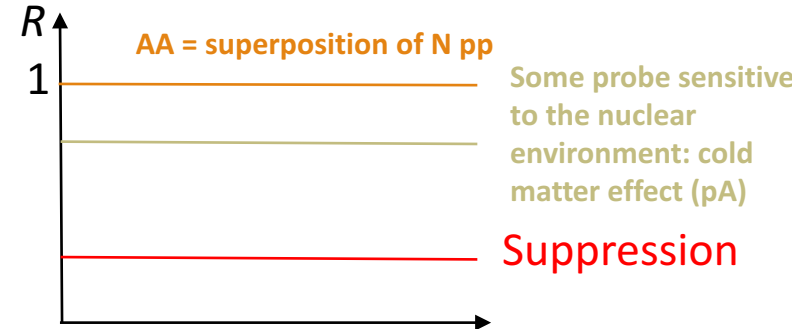 R
AA = superposition of N pp
1
Some probe sensitive
to the nuclear
environment: cold
matter effect (pA)
Suppression